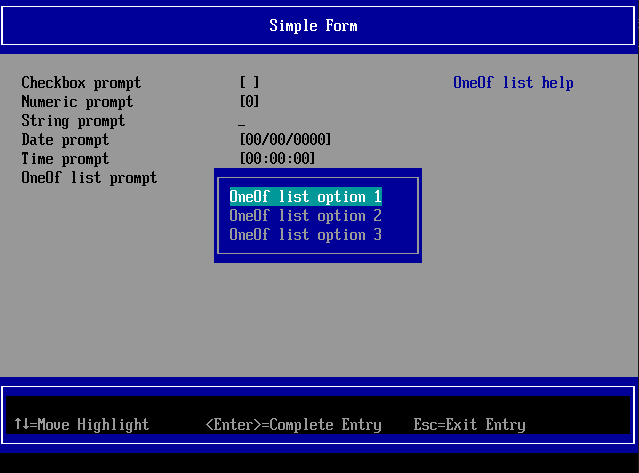 Simple Form
Checkbox prompt [ ] OneOf list help
Numeric prompt [0]
String prompt _
Date prompt [00/00/0000]
Time prompt [00:00:00]
OneOf list prompt
OneOf list option 1
OneOf list option 2
OneOf list option 3
↑↓=Move Highlight <Enter>=Complete Entry Esc=Exit Entry